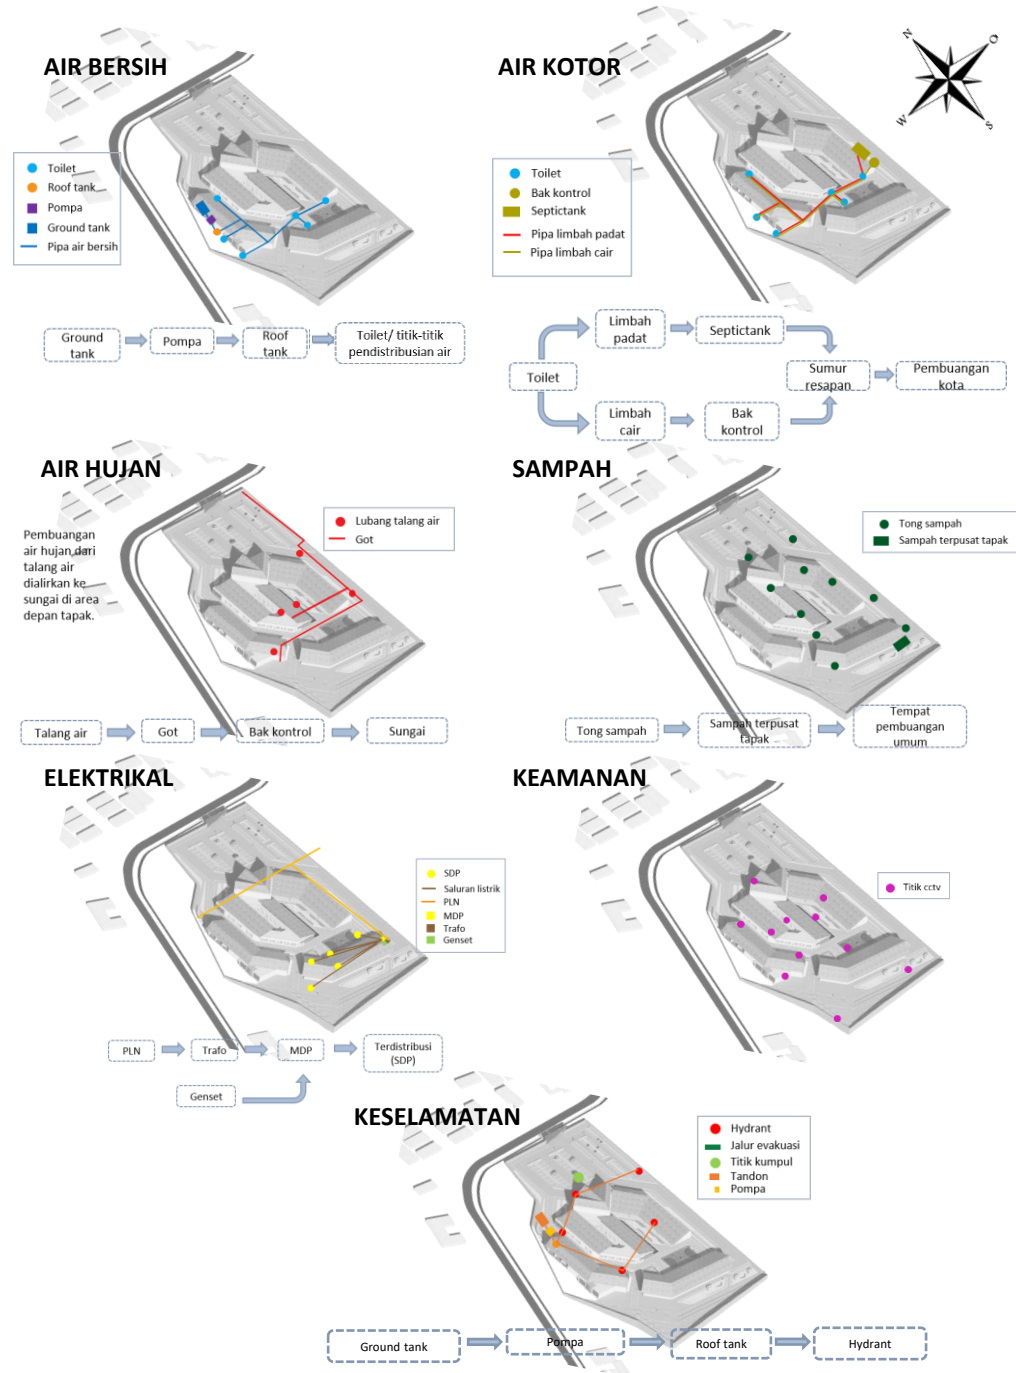 AIR BERSIH
Toilet
Roof tank
Pompa
Ground tank
Pipa air bersih
Ground
tank
Pompa
Roof
tank
Toilet/ titik-titik
pendistribusian air
AIR KOTOR
N
O
W
S
Toilet
Bak kontrol
Septictank
Pipa limbah padat
Pipa limbah cair
Toilet
Limbah
padat
Septictank
Limbah
cair
Bak
kontrol
Sumur
resapan
Pembuangan
kota
AIR HUJAN
Pembuangan
air hujan dari
talang air
dialirkan ke
sungai di area
depan tapak.
Lubang talang air
Got
Talang air
Got
Bak kontrol
Sungai
SAMPAH
Tong sampah
Sampah terpusat tapak
Tong sampah
Sampah terpusat
tapak
Tempat
pembuangan
umum
ELEKTRIKAL
SDP
Saluran listrik
PLN
MDP
Trafo
Genset
PLN
Trafo
MDP
Terdistribusi
(SDP)
Genset
KEAMANAN
Titik cctv
KESELAMATAN
Hydrant
Jalur evakuasi
Titik kumpul
Tandon
Pompa
Ground tank
Pompa
Roof tank
Hydrant